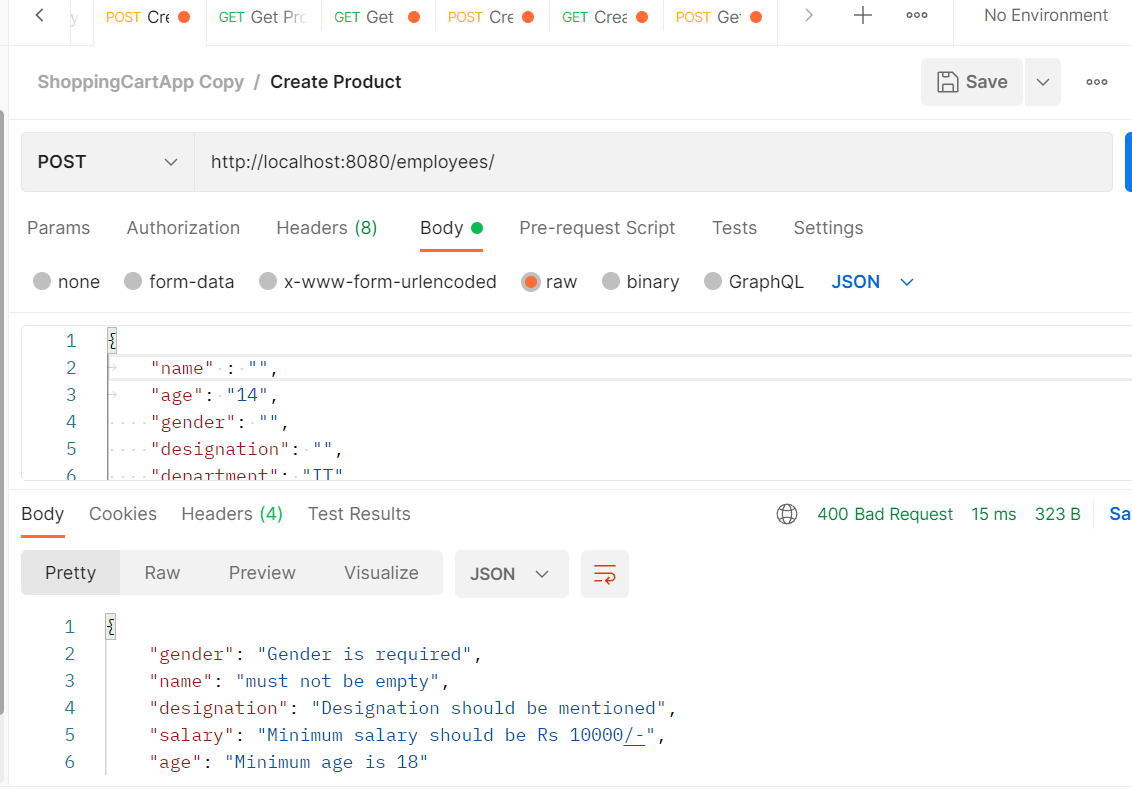 y POST Cre GET Get Pro GET Get POST Cre GET Crea POST Get No Environment
ShoppingCartApp Copy / Create Product Save
POST http://localhost:8080/employees/
Params Authorization Headers (8) Body Pre-request Script Tests Settings
none form-data x-www-form-urlencoded raw binary GraphQL JSON
1 {
2 "name" : "",
3 "age": "14",
4 "gender": "",
5 "designation": "",
6 "department": "IT"
Body Cookies Headers (4) Test Results 400 Bad Request 15 ms 323 B Sa
Pretty Raw Preview Visualize JSON
1 {
2 "gender": "Gender is required",
3 "name": "must not be empty",
4 "designation": "Designation should be mentioned",
5 "salary": "Minimum salary should be Rs 10000/-",
6 "age": "Minimum age is 18"